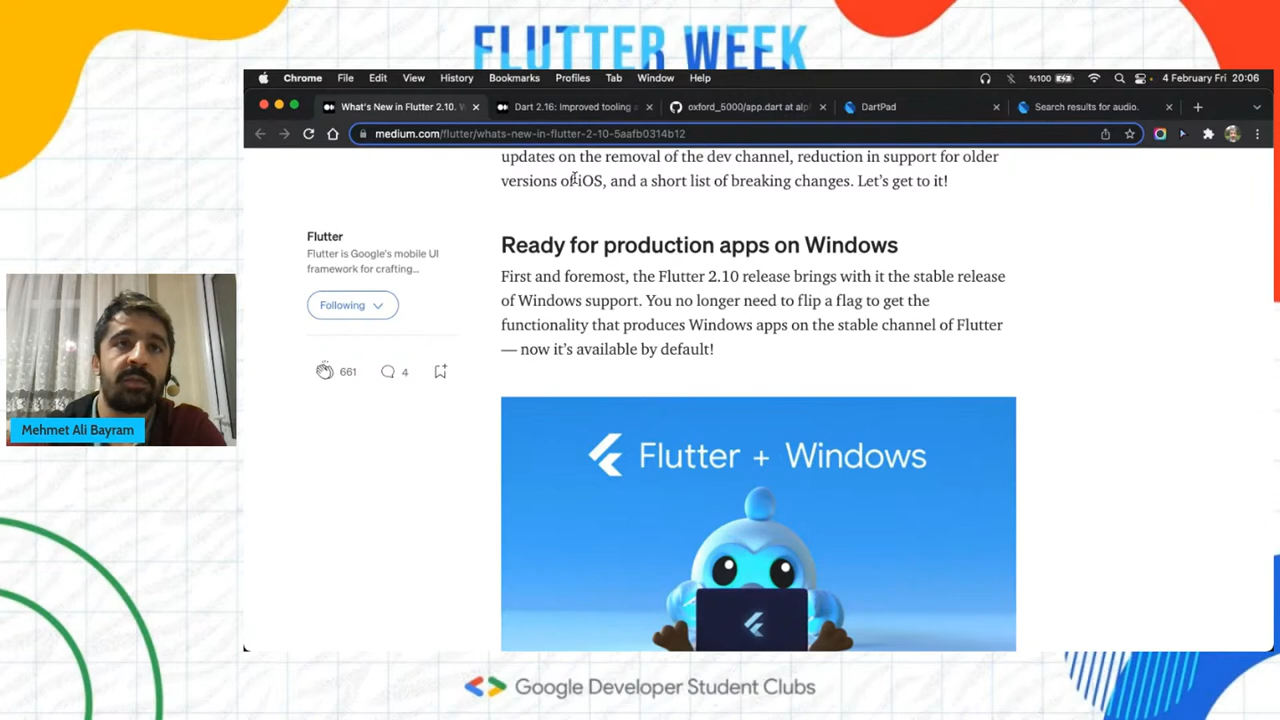 FLUTTER WEEK
Chrome File Edit View History Bookmarks Profiles Tab Window Help %100 4 February Fri 20:06
What's New in Flutter 2.10. Dart 2.16: Improved tooling oxford_5000/app.dart at alp DartPad Search results for audio.
medium.com/flutter/whats-new-in-flutter-2-10-5aafb0314b12
updates on the removal of the dev channel, reduction in support for older
versions of iOS, and a short list of breaking changes. Let’s get to it!
Flutter
Flutter is Google's mobile UI
framework for crafting…
Following
661 4
Ready for production apps on Windows
First and foremost, the Flutter 2.10 release brings with it the stable release
of Windows support. You no longer need to flip a flag to get the
functionality that produces Windows apps on the stable channel of Flutter
— now it’s available by default!
Flutter + Windows
Mehmet Ali Bayram
Google Developer Student Clubs